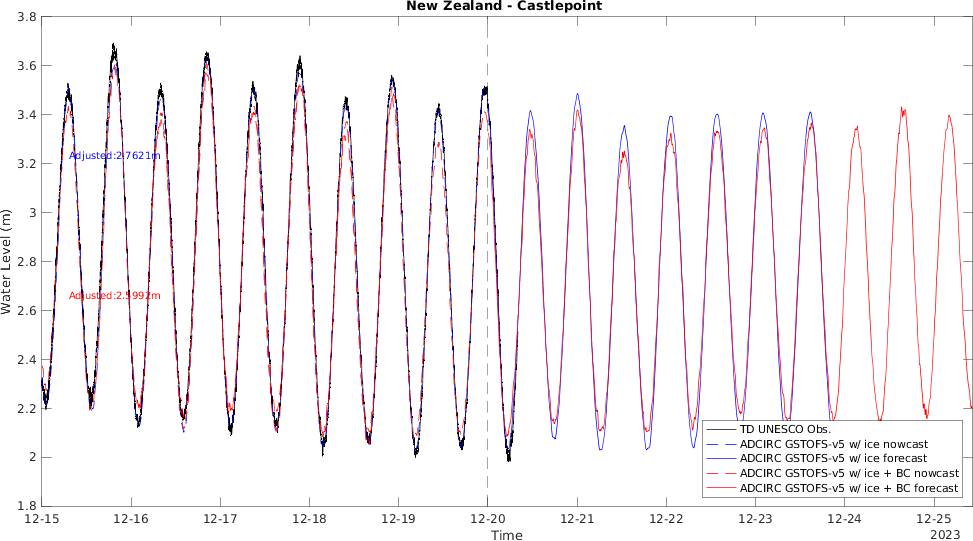 New Zealand - Castlepoint
3.8
3.6
3.4
3.2
3
2.8
2.6
2.4
2.2
2
1.8
Water Level (m)
Adjusted:2.7621m
Adjusted:2.5992m
TD UNESCO Obs.
ADCIRC GSTOFS-v5 w/ ice nowcast
ADCIRC GSTOFS-v5 w/ ice forecast
ADCIRC GSTOFS-v5 w/ ice + BC nowcast
ADCIRC GSTOFS-v5 w/ ice + BC forecast
12-15 12-16 12-17 12-18 12-19 12-20 12-21 12-22 12-23 12-24 12-25
2023
Time